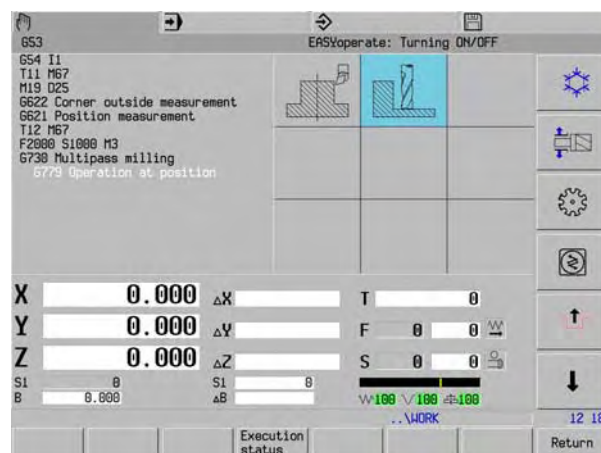 G53
EASYoperate: Turning ON/OFF
G54 I1
T11 M67
M19 D25
G622 Corner outside measurement
G621 Position measurement
T12 M67
F2000 S1000 M3
G730 Multipass milling
G779 Operation at position
X 0.000 ΔX T 0
Y 0.000 ΔY F 0 0
Z 0.000 ΔZ S 0 0
S1 0 S1 0
B 0.000 ΔB 100 100 100
..\WORK 12 18
Execution status Return